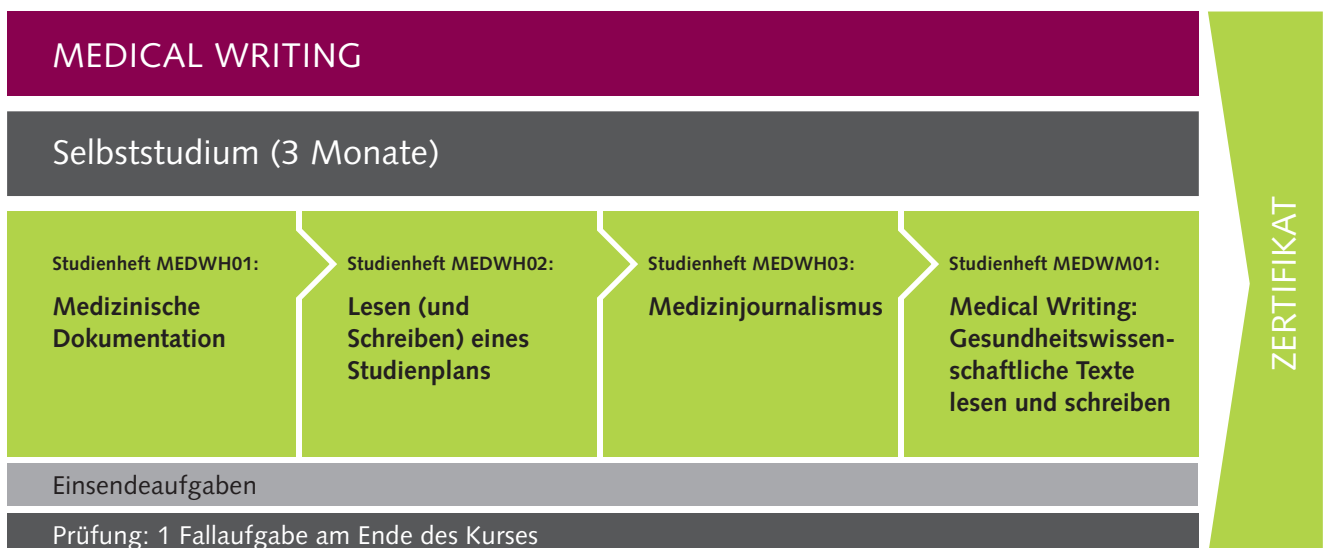 MEDICAL WRITING
Selbststudium (3 Monate)
Studienheft MEDWH01:
Medizinische
Dokumentation
Studienheft MEDWH02:
Lesen (und
Schreiben) eines
Studienplans
Studienheft MEDWH03:
Medizinjournalismus
Studienheft MEDWM01:
Medical Writing:
Gesundheitswissen-
schaftliche Texte
lesen und schreiben
Einsendeaufgaben
Prüfung: 1 Fallaufgabe am Ende des Kurses
ZERTIFIKAT